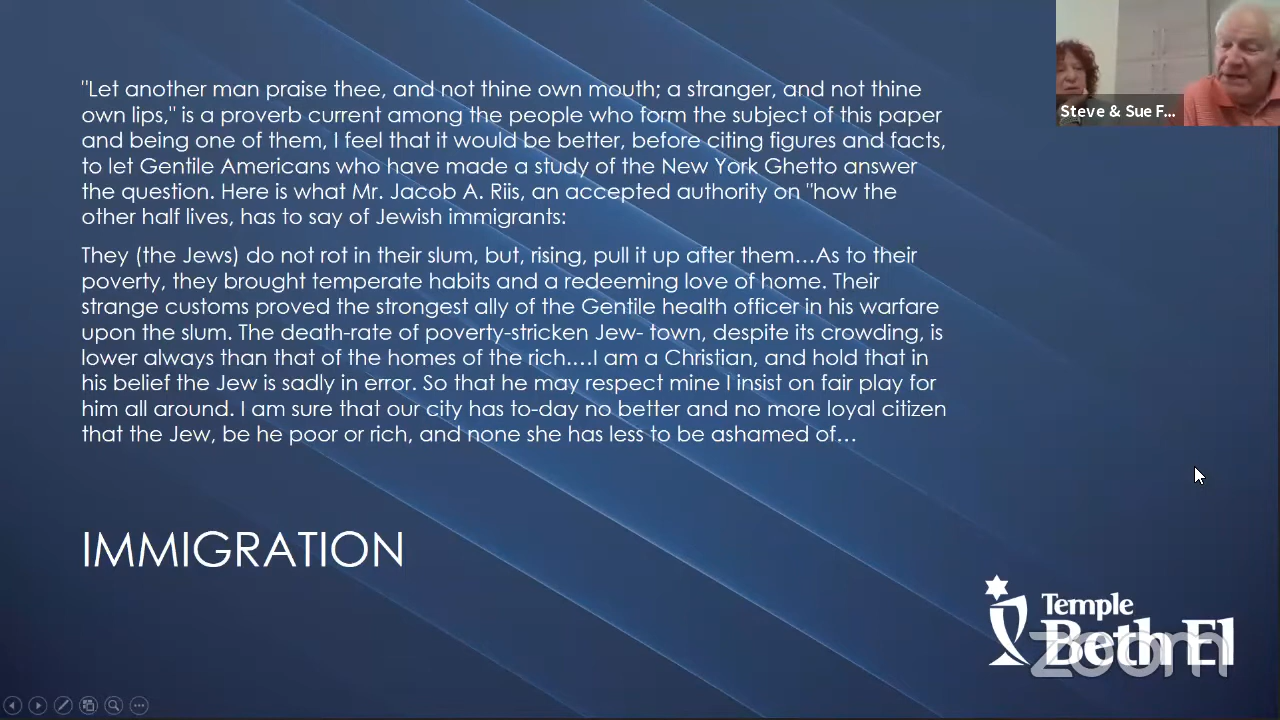 "Let another man praise thee, and not thine own mouth; a stranger, and not thine
own lips," is a proverb current among the people who form the subject of this paper
and being one of them, I feel that it would be better, before citing figures and facts,
to let Gentile Americans who have made a study of the New York Ghetto answer
the question. Here is what Mr. Jacob A. Riis, an accepted authority on "how the
other half lives, has to say of Jewish immigrants:
They (the Jews) do not rot in their slum, but, rising, pull it up after them…As to their
poverty, they brought temperate habits and a redeeming love of home. Their
strange customs proved the strongest ally of the Gentile health officer in his warfare
upon the slum. The death-rate of poverty-stricken Jew- town, despite its crowding, is
lower always than that of the homes of the rich.…I am a Christian, and hold that in
his belief the Jew is sadly in error. So that he may respect mine I insist on fair play for
him all around. I am sure that our city has to-day no better and no more loyal citizen
that the Jew, be he poor or rich, and none she has less to be ashamed of…
IMMIGRATION
Steve & Sue F...
Temple
Beth El
zoom